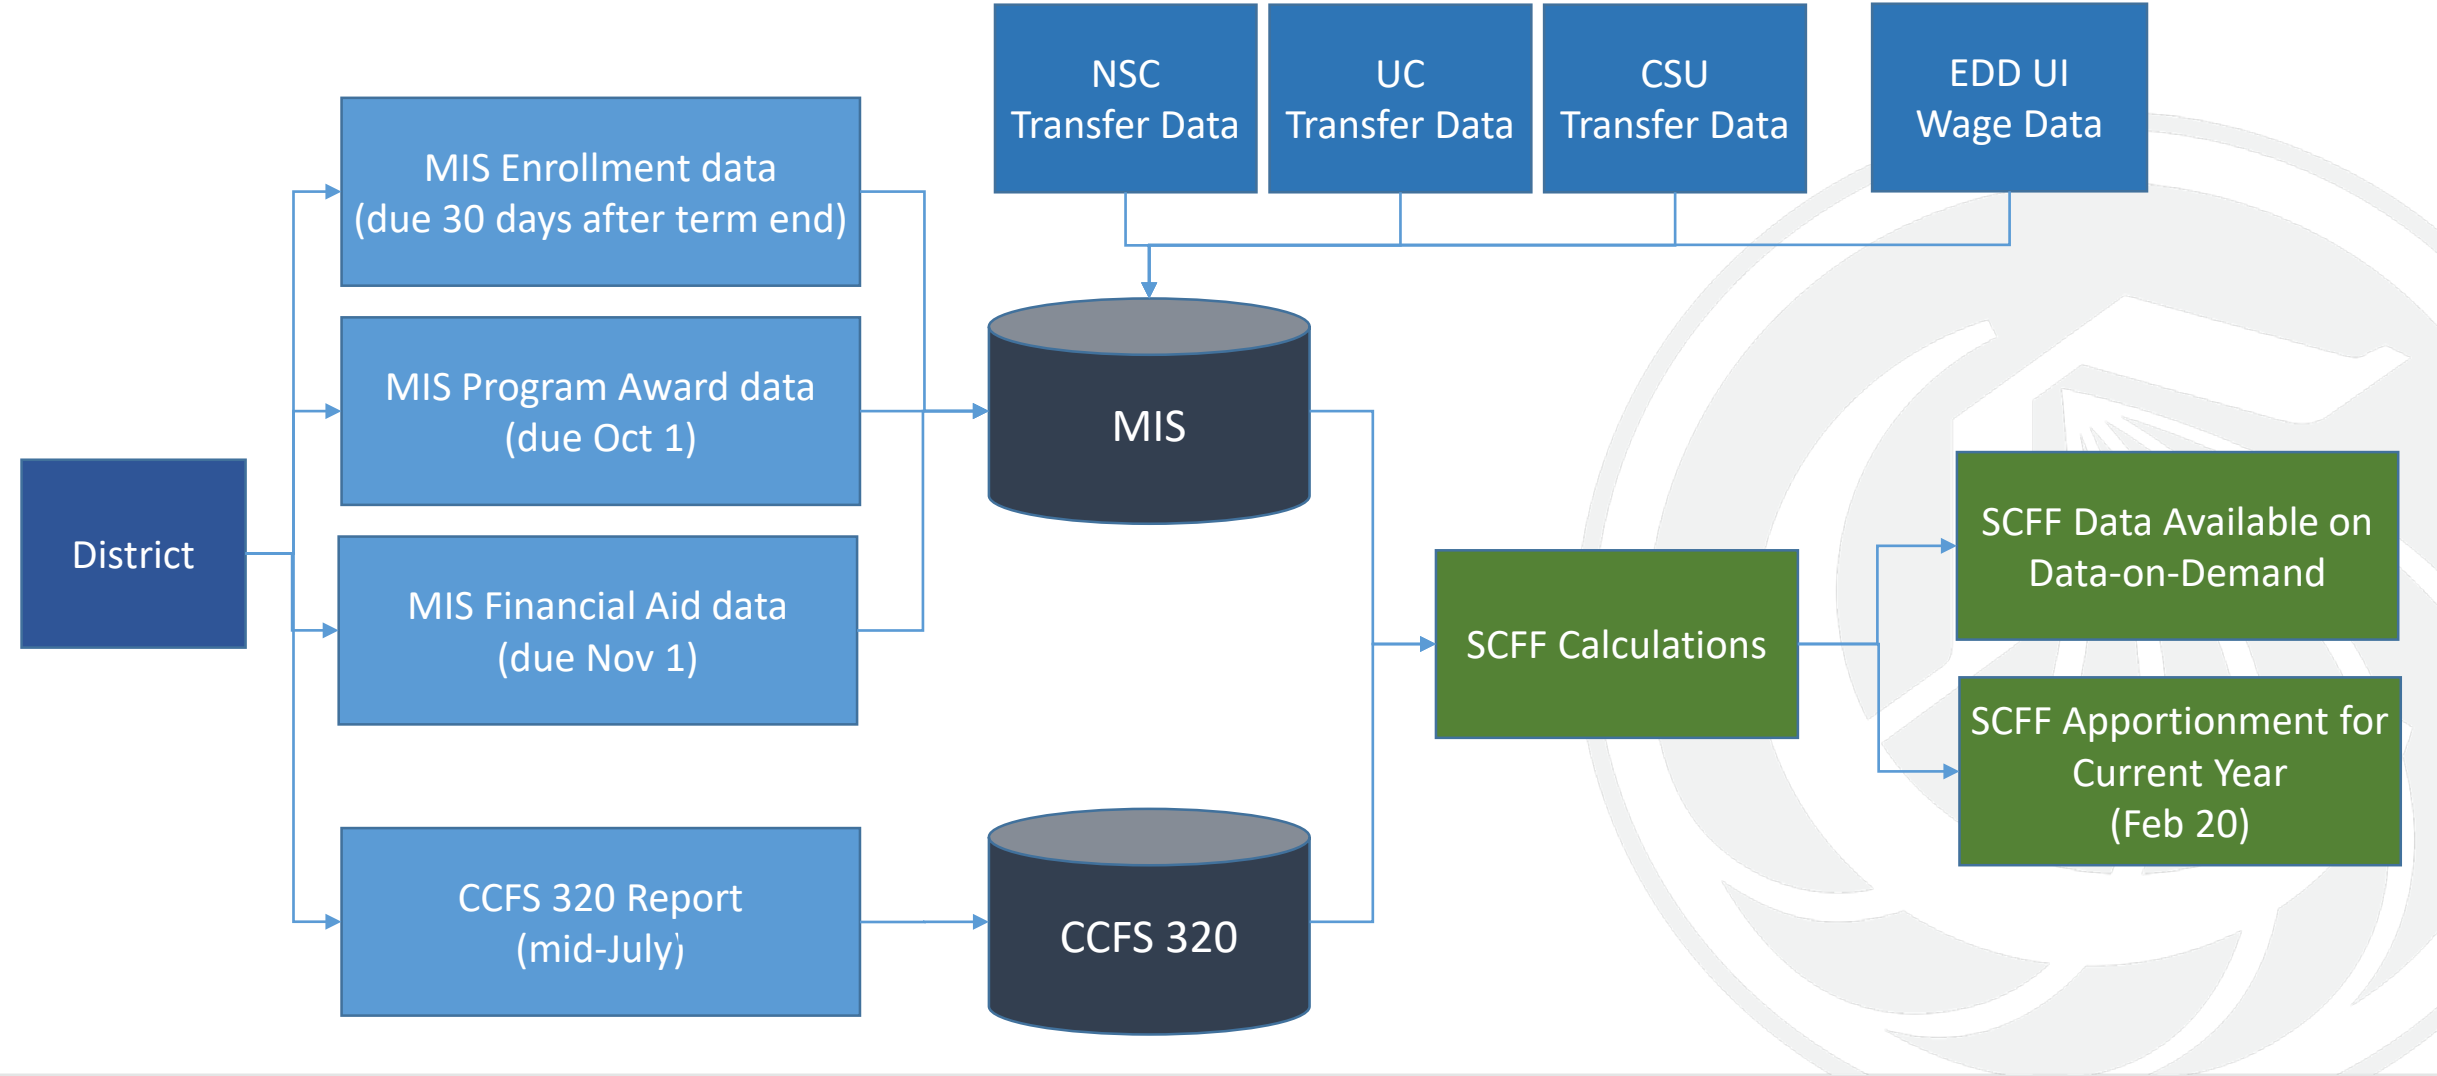 NSC
Transfer Data
UC
Transfer Data
CSU
Transfer Data
EDD UI
Wage Data
MIS Enrollment data
(due 30 days after term end)
MIS Program Award data
(due Oct 1)
MIS
District
MIS Financial Aid data
(due Nov 1)
SCFF Calculations
SCFF Data Available on
Data-on-Demand
SCFF Apportionment for
Current Year
(Feb 20)
CCFS 320 Report
(mid-July)
CCFS 320